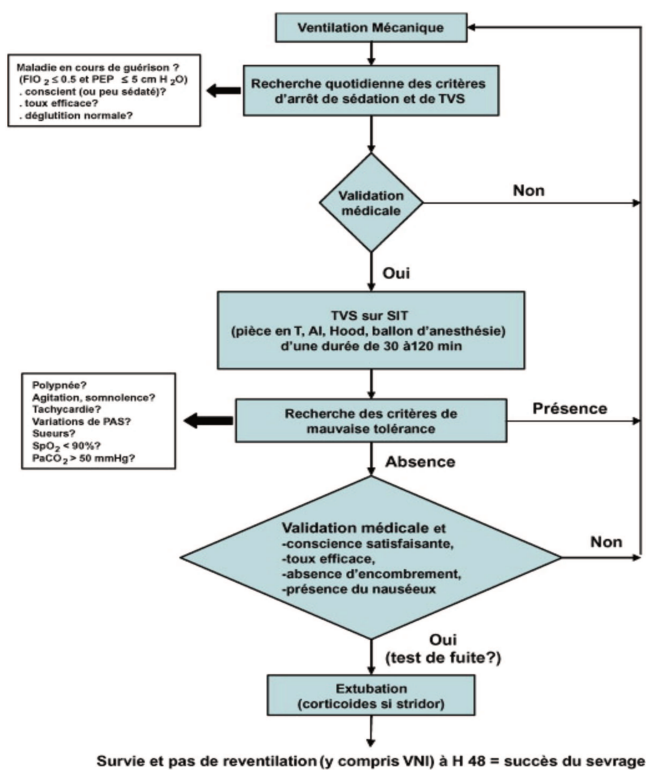 Ventilation Mécanique
Maladie en cours de guérison ?
(FIO 2 ≤ 0.5 et PEP ≤ 5 cm H 2O)
. conscient (ou peu sédaté)?
. toux efficace?
. déglutition normale?
Recherche quotidienne des critères
d'arrêt de sédation et de TVS
Validation
médicale
Non
Oui
TVS sur SIT
(pièce en T, AI, Hood, ballon d'anesthésie)
d'une durée de 30 à120 min
Polypnée?
Agitation, somnolence?
Tachycardie?
Variations de PAS?
Sueurs?
SpO2 < 90%?
PaCO2 > 50 mmHg?
Recherche des critères de
mauvaise tolérance
Présence
Absence
Validation médicale et
-conscience satisfaisante,
-toux efficace,
-absence d'encombrement,
-présence du nauséeux
Non
Oui
(test de fuite?)
Extubation
(corticoides si stridor)
Survie et pas de reventilation (y compris VNI) à H 48 = succès du sevrage